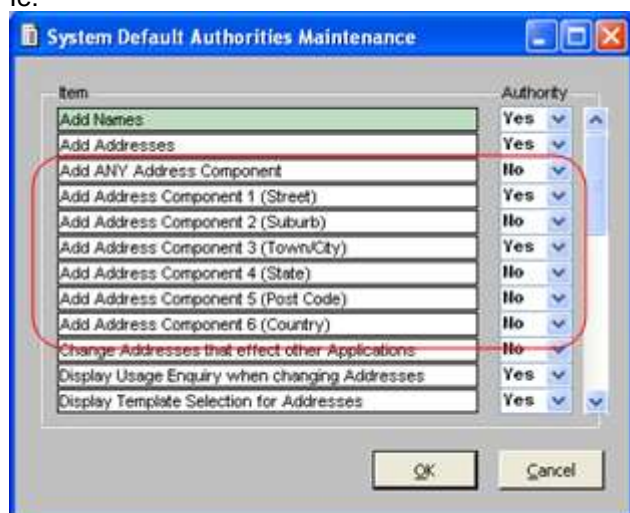 ie.
System Default Authorities Maintenance
Item Authority
Add Names Yes
Add Addresses Yes
Add ANY Address Component No
Add Address Component 1 (Street) Yes
Add Address Component 2 (Suburb) No
Add Address Component 3 (Town/City) Yes
Add Address Component 4 (State) No
Add Address Component 5 (Post Code) No
Add Address Component 6 (Country) No
Change Addresses that effect other Applications No
Display Usage Enquiry when changing Addresses Yes
Display Template Selection for Addresses Yes
OK Cancel